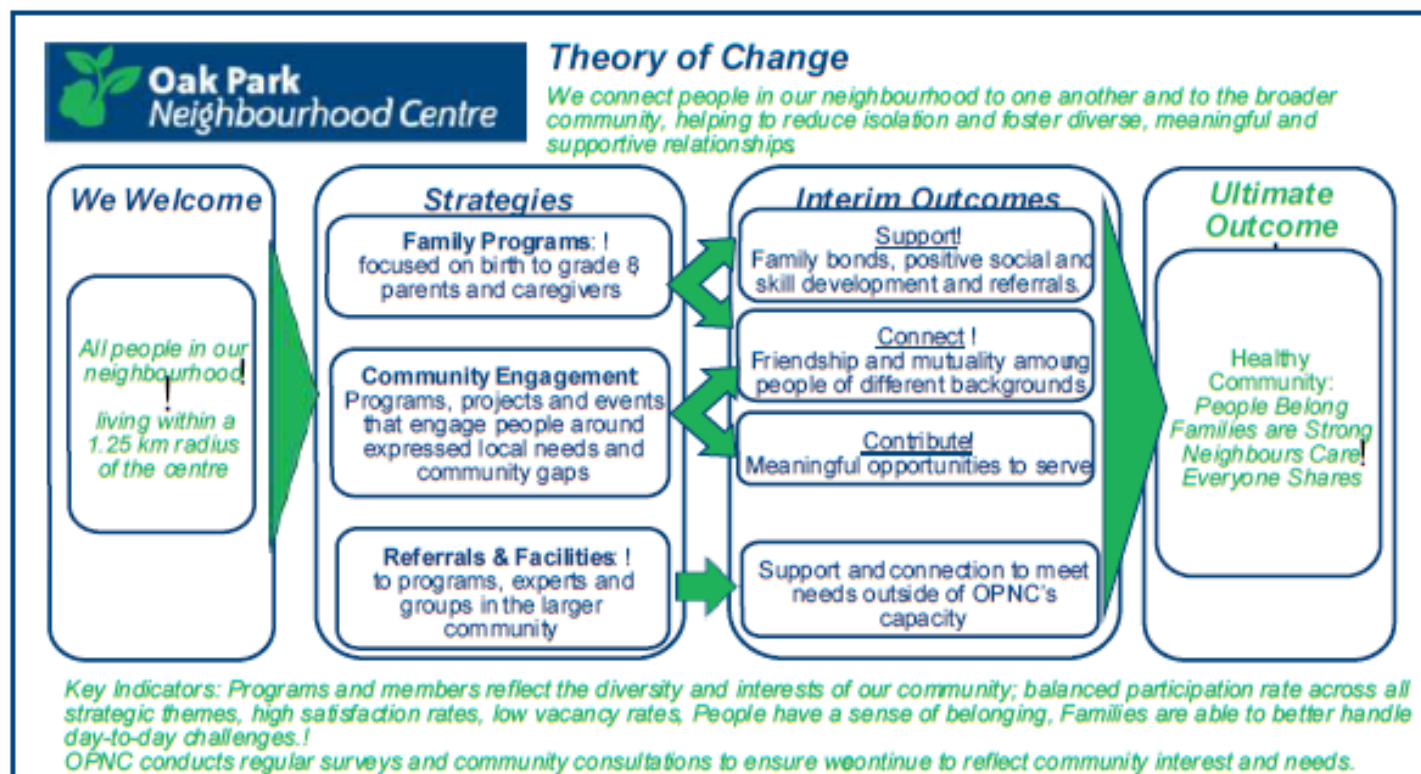 Oak Park
Neighbourhood Centre
Theory of Change
We connect people in our neighbourhood to one another and to the broader
community, helping to reduce isolation and foster diverse, meaningful and
supportive relationships
We Welcome
All people in our
neighbourhood!
!
living within a
1.25 km radius
of the centre
Strategies
Family Programs: !
focused on birth to grade 8,
parents and caregivers
Community Engagement
Programs, projects and events
that engage people around
expressed local needs and
community gaps
Referrals & Facilities: !
to programs, experts and
groups in the larger
community
Interim Outcomes
Support!
Family bonds, positive social and
skill development and referrals.
Connect !
Friendship and mutuality amoung
people of different backgrounds
Contribute!
Meaningful opportunities to serve
Support and connection to meet
needs outside of OPNC's
capacity
Ultimate
Outcome
Healthy
Community:
People Belong
Families are Strong
Neighbours Care!
Everyone Shares
Key Indicators: Programs and members reflect the diversity and interests of our community; balanced participation rate across all
strategic themes, high satisfaction rates, low vacancy rates, People have a sense of belonging, Families are able to better handle
day-to-day challenges.!
OPNC conducts regular surveys and community consultations to ensure we continue to reflect community interest and needs.